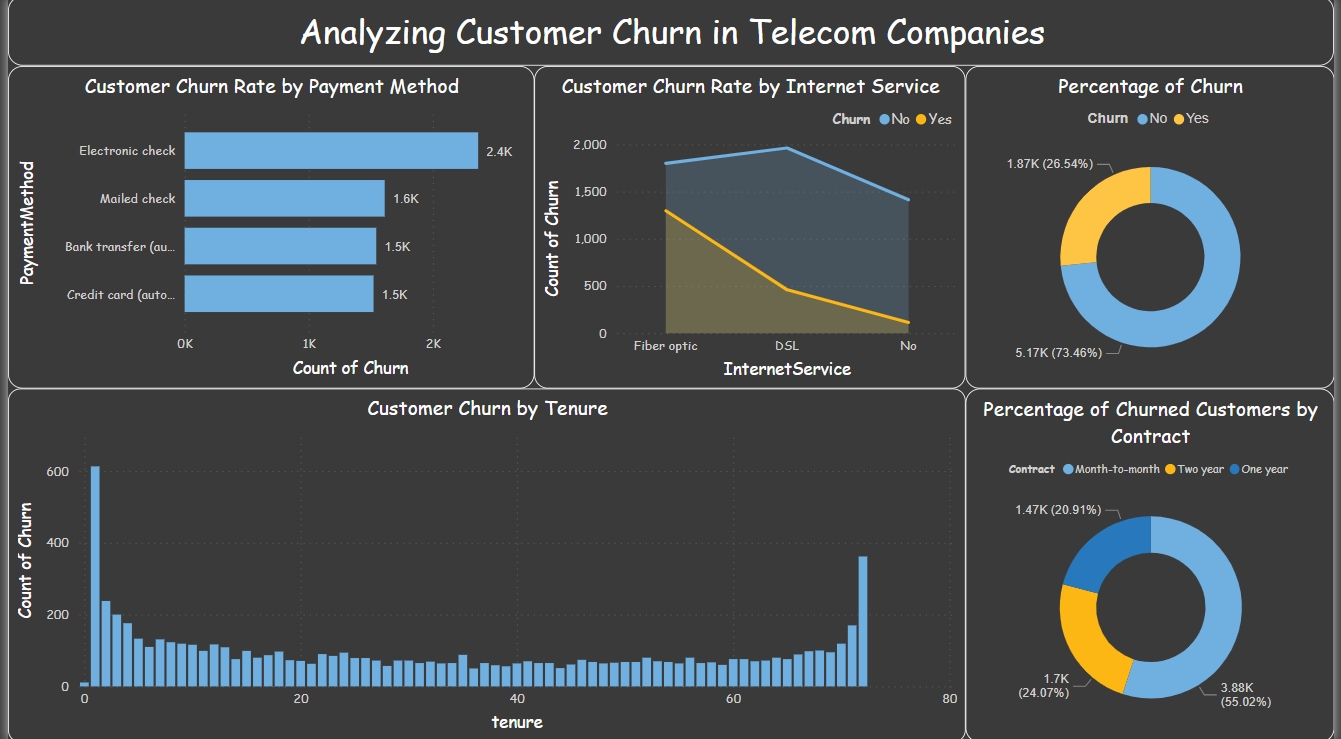 Analyzing Customer Churn in Telecom Companies
Customer Churn Rate by Payment Method
PaymentMethod
Electronic check
2.4K
Mailed check
1.6K
Bank transfer (au...
1.5K
Credit card (auto...
1.5K
0K 1K 2K
Count of Churn
Customer Churn Rate by Internet Service
Churn No Yes
Count of Churn
2,000
1,500
1,000
500
0
Fiber optic DSL No
InternetService
Percentage of Churn
Churn No Yes
1.87K (26.54%)
5.17K (73.46%)
Customer Churn by Tenure
Count of Churn
600
400
200
0
0 20 40 60 80
tenure
Percentage of Churned Customers by
Contract
Contract Month-to-month Two year One year
1.47K (20.91%)
1.7K
(24.07%)
3.88K
(55.02%)